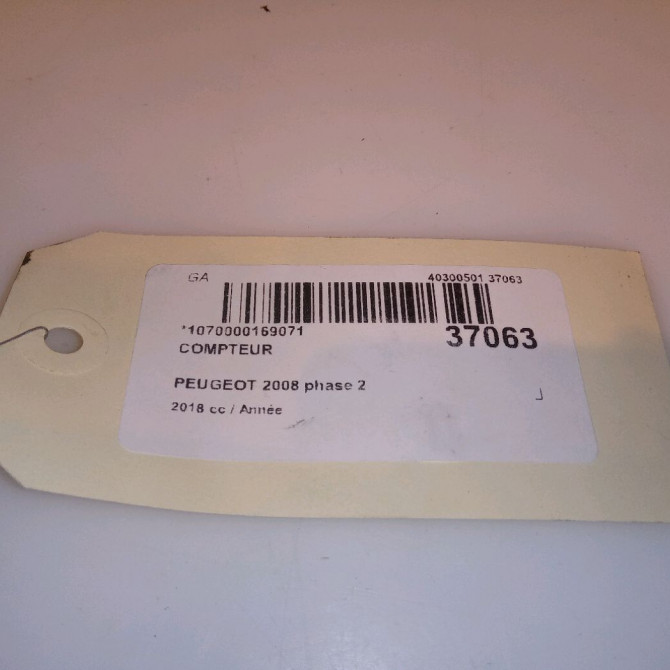 GA 40300501 37063
*1070000169071 37063
COMPTEUR
PEUGEOT 2008 phase 2
2018 cc / Année